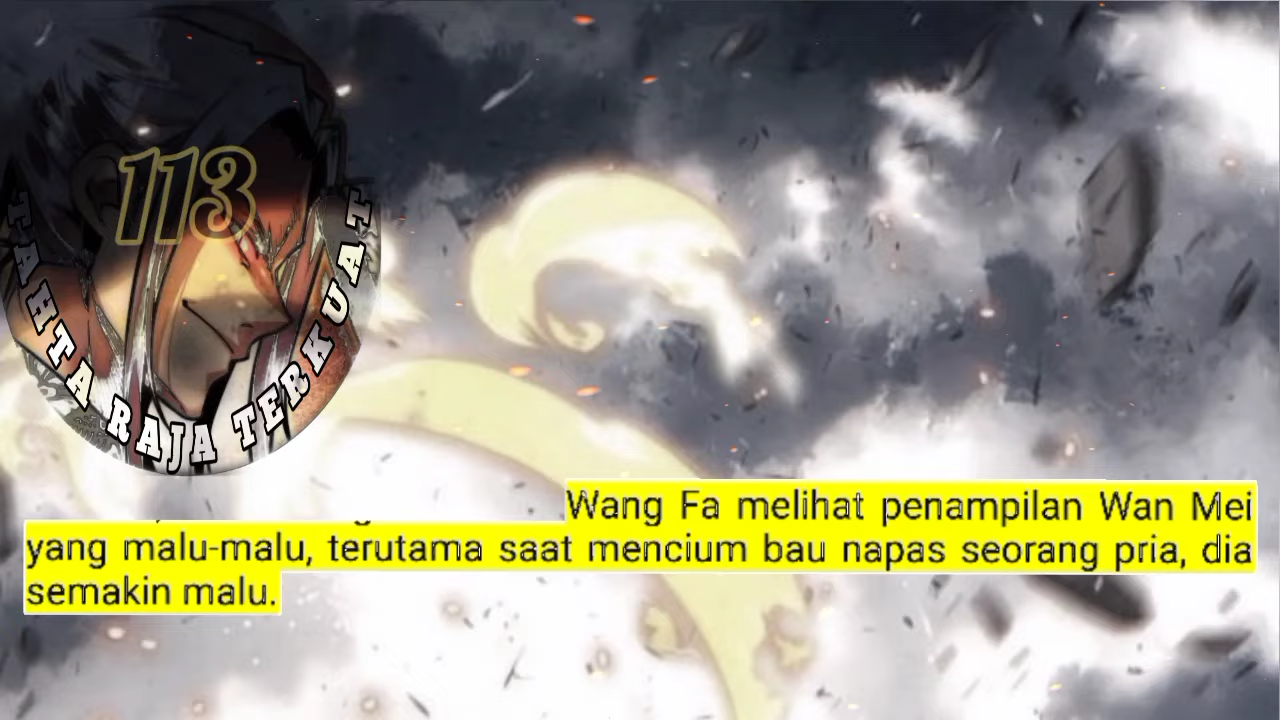 113
TAHTA RAJA TERKUAT
Wang Fa melihat penampilan Wan Mei
yang malu-malu, terutama saat mencium bau napas seorang pria, dia
semakin malu.